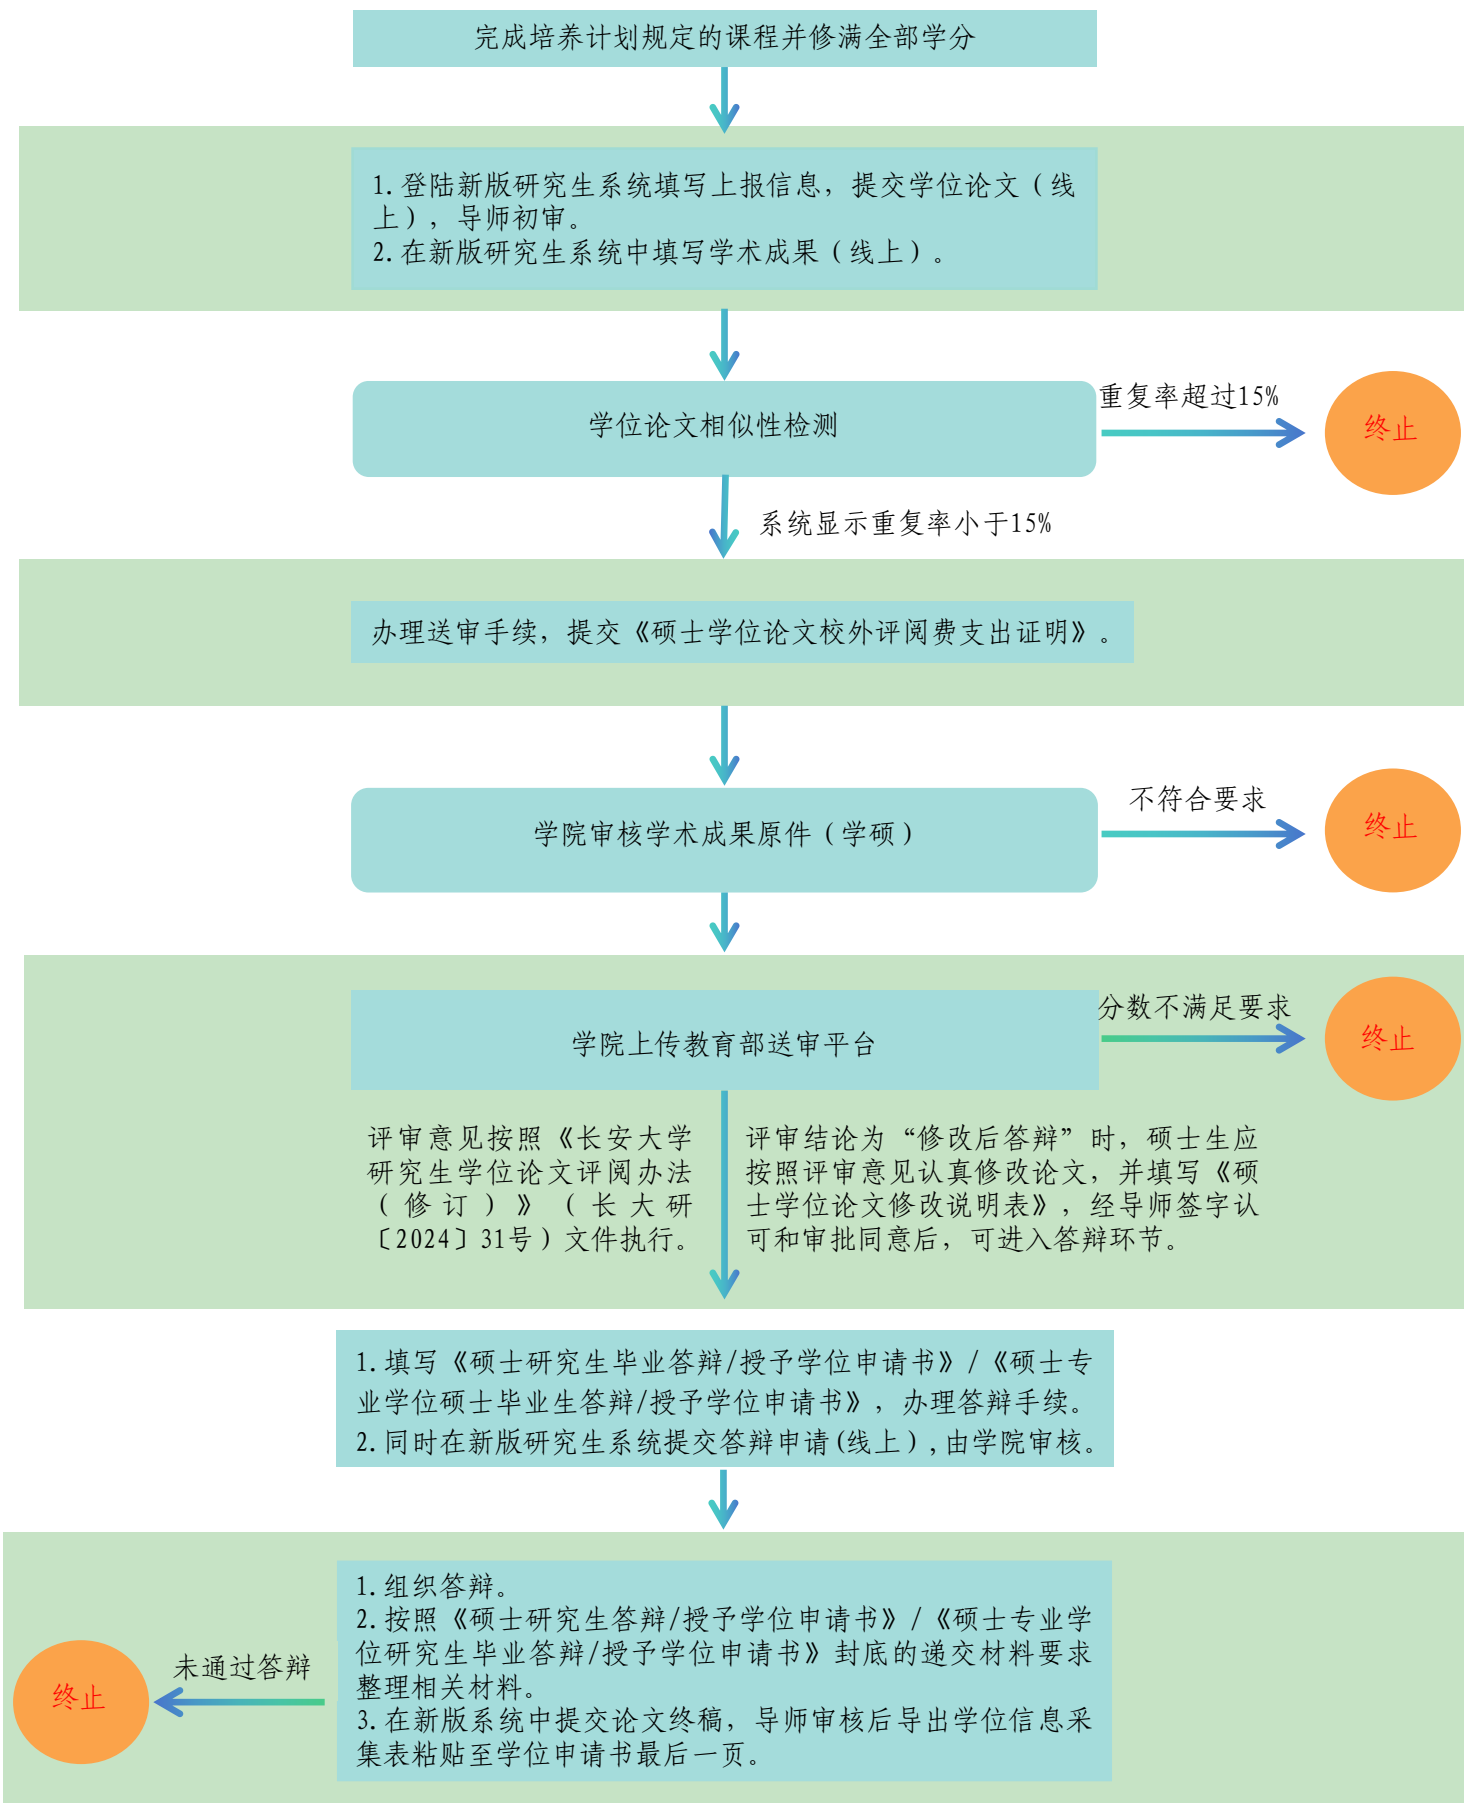 完成培养计划规定的课程并修满全部学分
1.登陆新版研究生系统填写上报信息，提交学位论文（线
上），导师初审。
2.在新版研究生系统中填写学术成果（线上）。
学位论文相似性检测
重复率超过15%
终止
系统显示重复率小于15%
办理送审手续，提交《硕士学位论文校外评阅费支出证明》。
学院审核学术成果原件（学硕）
不符合要求
终止
学院上传教育部送审平台
分数不满足要求
终止
评审意见按照《长安大学
研究生学位论文评阅办法
（修订）》（长大研
〔2024〕31号）文件执行。
评审结论为“修改后答辩”时，硕士生应
按照评审意见认真修改论文，并填写《硕
士学位论文修改说明表》，经导师签字认
可和审批同意后，可进入答辩环节。
1.填写《硕士研究生毕业答辩/授予学位申请书》/《硕士专
业学位硕士毕业生答辩/授予学位申请书》，办理答辩手续。
2.同时在新版研究生系统提交答辩申请(线上）,由学院审核。
1.组织答辩。
2.按照《硕士研究生答辩/授予学位申请书》/《硕士专业学
位研究生毕业答辩/授予学位申请书》封底的递交材料要求
整理相关材料。
3.在新版系统中提交论文终稿，导师审核后导出学位信息采
集表粘贴至学位申请书最后一页。
未通过答辩
终止